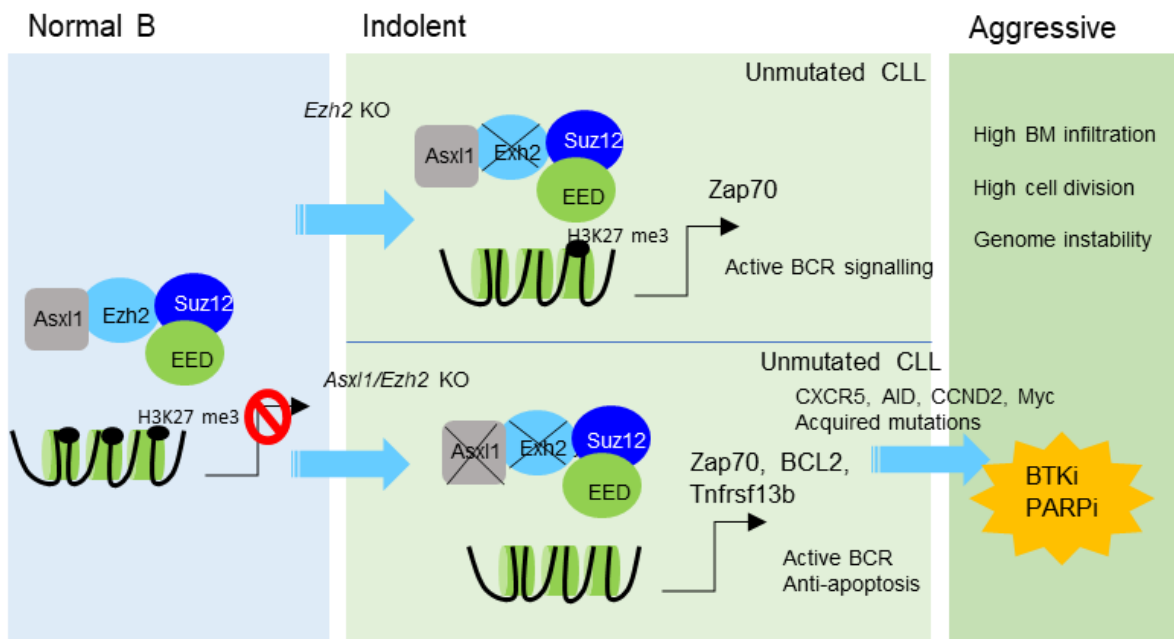 Normal B
Indolent
Aggressive
Unmutated CLL
Ezh2 KO
Asxl1
Exh2
Suz12
EED
H3K27 me3
Zap70
Active BCR signalling
High BM infiltration
High cell division
Genome instability
Asxl1
Ezh2
Suz12
EED
H3K27 me3
Unmutated CLL
Asxl1/Ezh2 KO
CXCR5, AID, CCND2, Myc
Acquired mutations
Asxl1
Exh2
Suz12
EED
Zap70, BCL2,
Tnfrsf13b
Active BCR
Anti-apoptosis
BTKi
PARPi